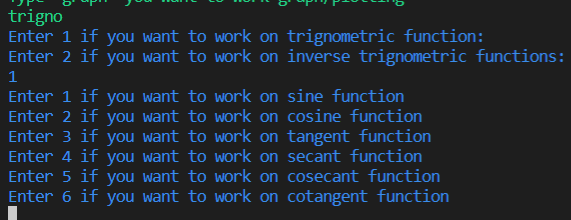 Type "graph" you want to work graph/plotting
trigno
Enter 1 if you want to work on trignometric function:
Enter 2 if you want to work on inverse trignometric functions:
1
Enter 1 if you want to work on sine function
Enter 2 if you want to work on cosine function
Enter 3 if you want to work on tangent function
Enter 4 if you want to work on secant function
Enter 5 if you want to work on cosecant function
Enter 6 if you want to work on cotangent function